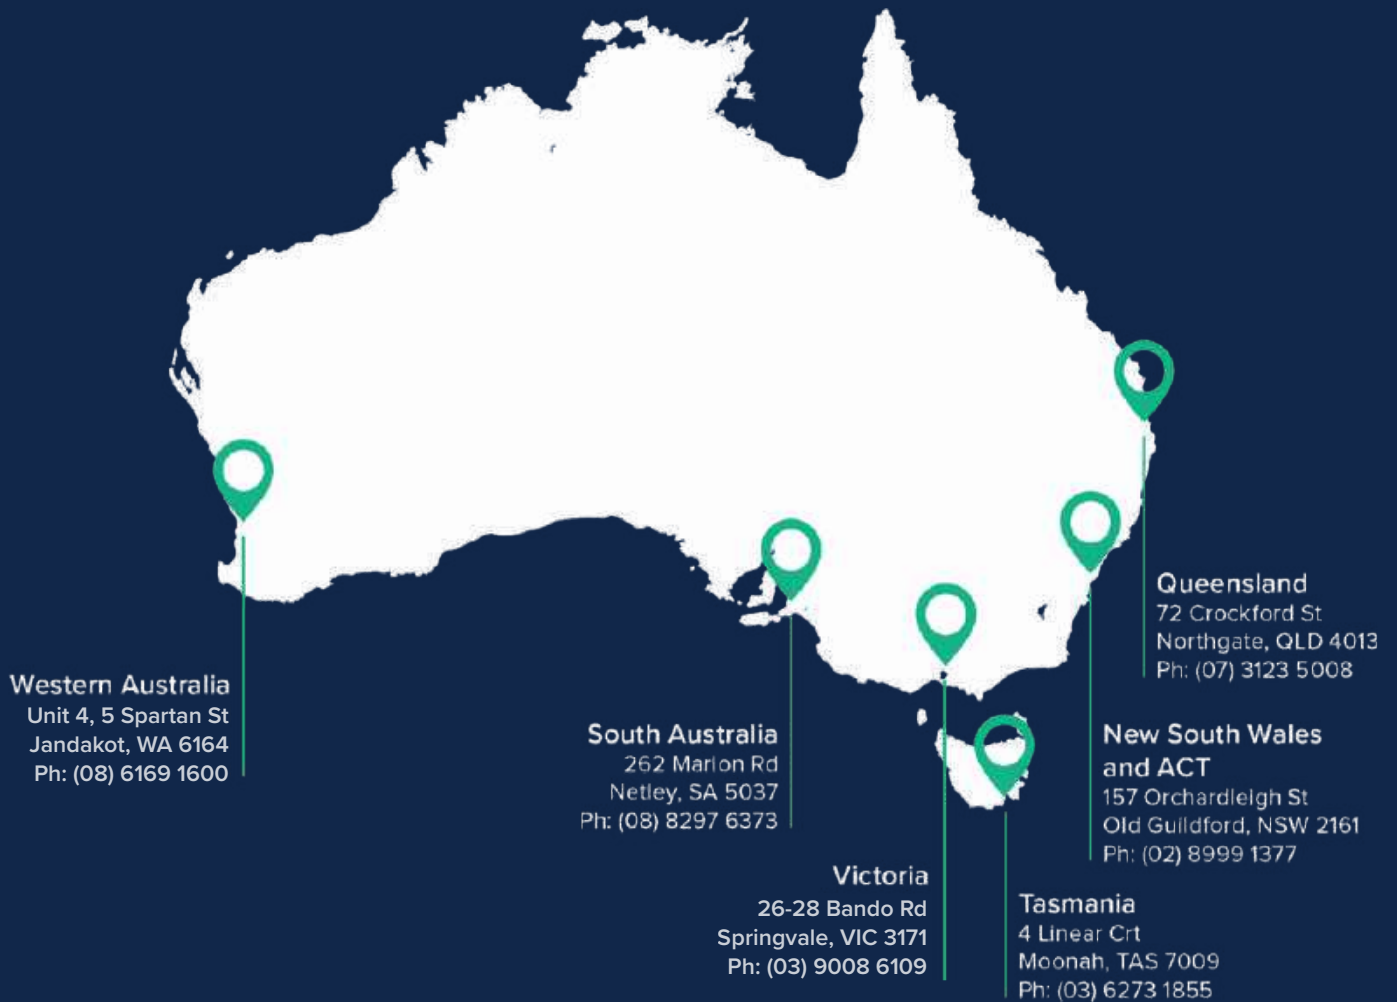 Queensland
72 Crockford St
Northgate, QLD 4013
Ph: (07) 3123 5008
Western Australia
Unit 4, 5 Spartan St
Jandakot, WA 6164
Ph: (08) 6169 1600
South Australia
262 Marion Rd
Netley, SA 5037
Ph: (08) 8297 6373
New South Wales
and ACT
157 Orchardleigh St
Old Guildford, NSW 2161
Ph: (02) 8999 1377
Victoria
26-28 Bando Rd
Springvale, VIC 3171
Ph: (03) 9008 6109
Tasmania
4 Linear Crt
Moonah, TAS 7009
Ph: (03) 6273 1855